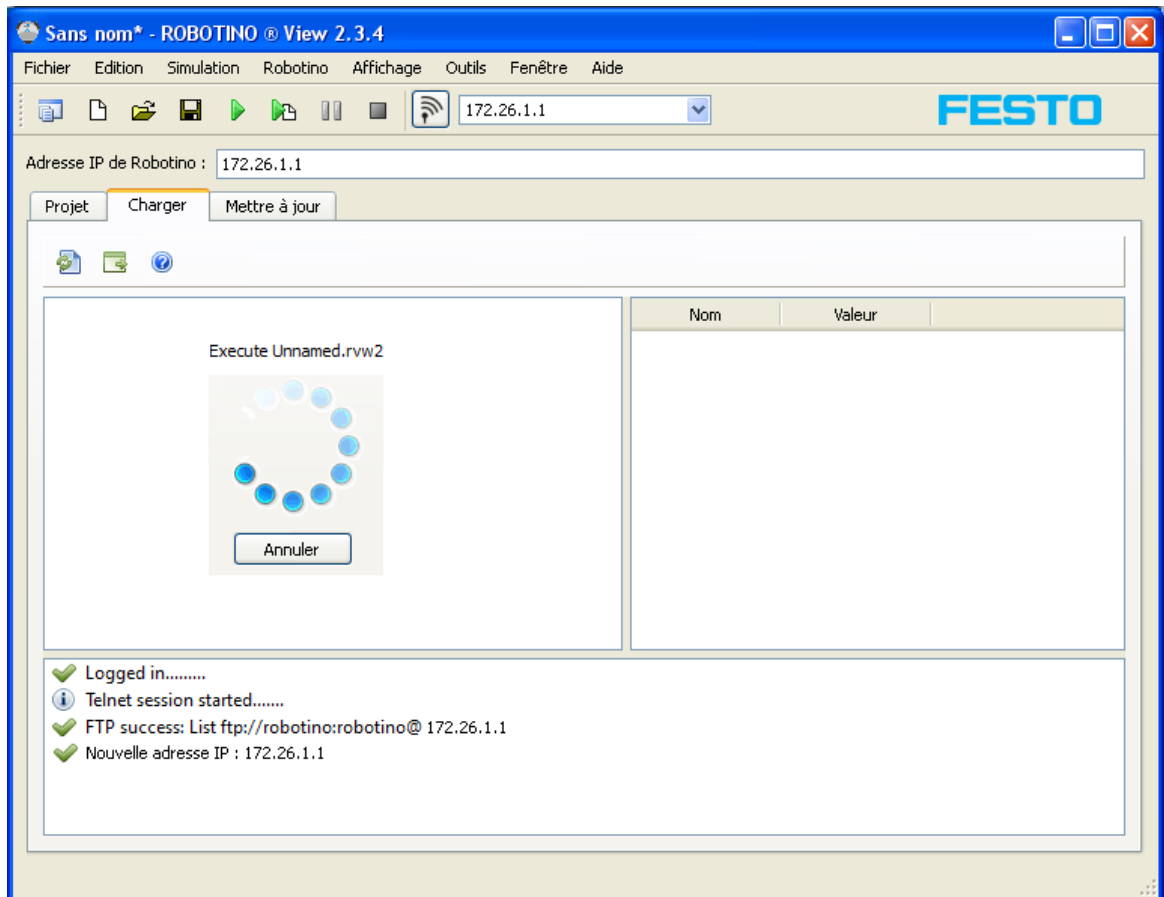 Sans nom* - ROBOTINO ® View 2.3.4
Fichier Edition Simulation Robotino Affichage Outils Fenêtre Aide
172.26.1.1 FESTO
Adresse IP de Robotino : 172.26.1.1
Projet Charger Mettre à jour
Nom Valeur
Execute Unnamed.rvw2
Annuler
Logged in.........
Telnet session started.......
FTP success: List ftp://robotino:robotino@ 172.26.1.1
Nouvelle adresse IP : 172.26.1.1